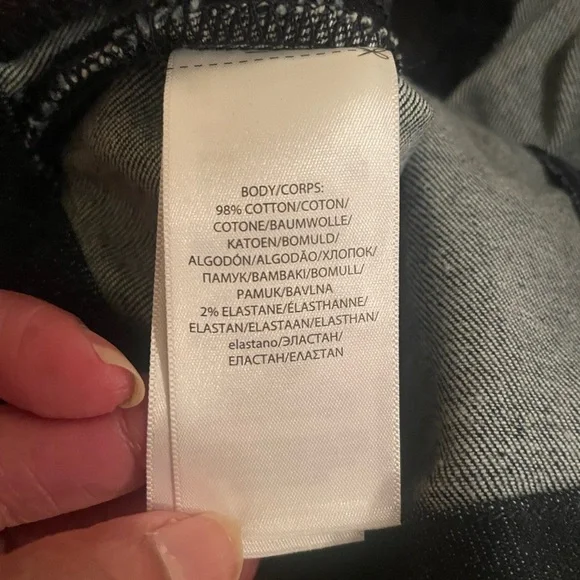 BODY/CORPS:
98% COTTON/COTON/
COTONE/BAUMWOLLE/
KATOEN/BOMULD/
ALGODÓN/ALGODÃO/ХЛОПОК/
ПАМУК/BAMBAKI/BOMULL/
PAMUK/BAVLNA
2% ELASTANE/ÉLASTHANNE/
ELASTAN/ELASTAAN/ELASTHAN/
elastano/ЭЛАСТАН/
ЕЛАСТАН/ΕΛΑΣΤΑΝ